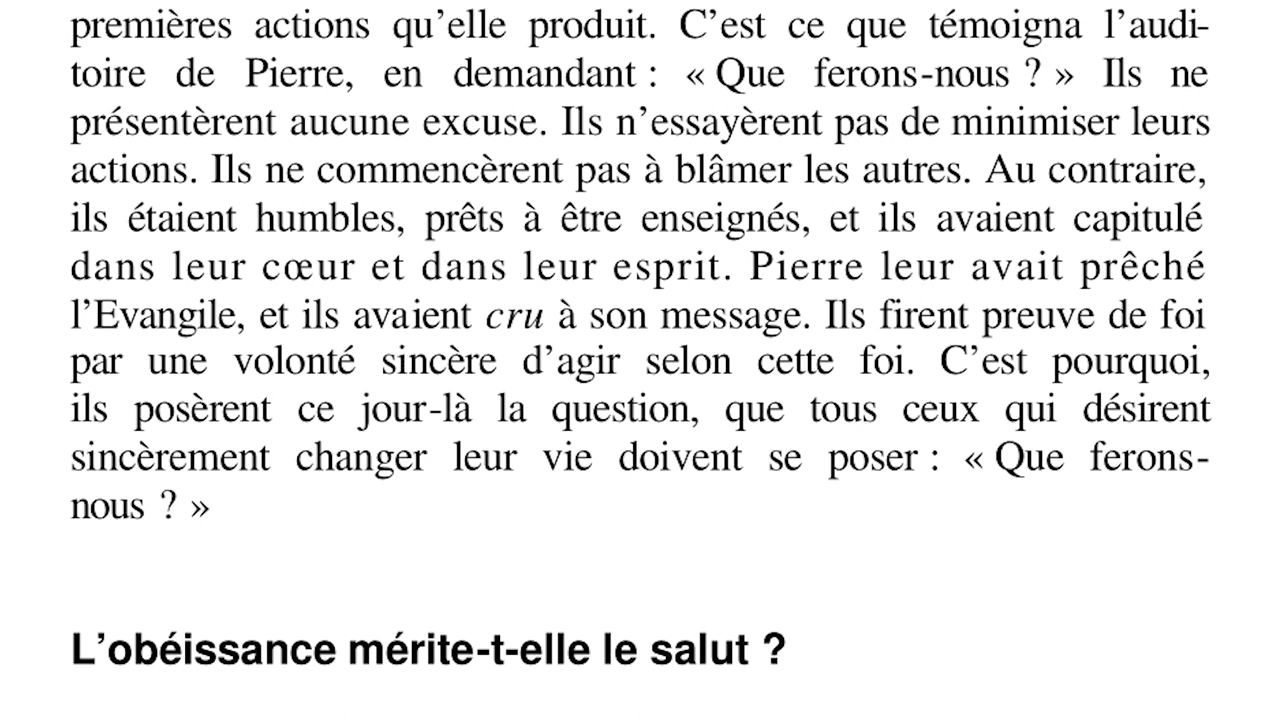 premières actions qu’elle produit. C’est ce que témoigna l’audi-
toire de Pierre, en demandant : « Que ferons-nous ? » Ils ne
présentèrent aucune excuse. Ils n’essayèrent pas de minimiser leurs
actions. Ils ne commencèrent pas à blâmer les autres. Au contraire,
ils étaient humbles, prêts à être enseignés, et ils avaient capitulé
dans leur cœur et dans leur esprit. Pierre leur avait prêché
l’Evangile, et ils avaient cru à son message. Ils firent preuve de foi
par une volonté sincère d’agir selon cette foi. C’est pourquoi,
ils posèrent ce jour-là la question, que tous ceux qui désirent
sincèrement changer leur vie doivent se poser : « Que ferons-
nous ? »
L’obéissance mérite-t-elle le salut ?